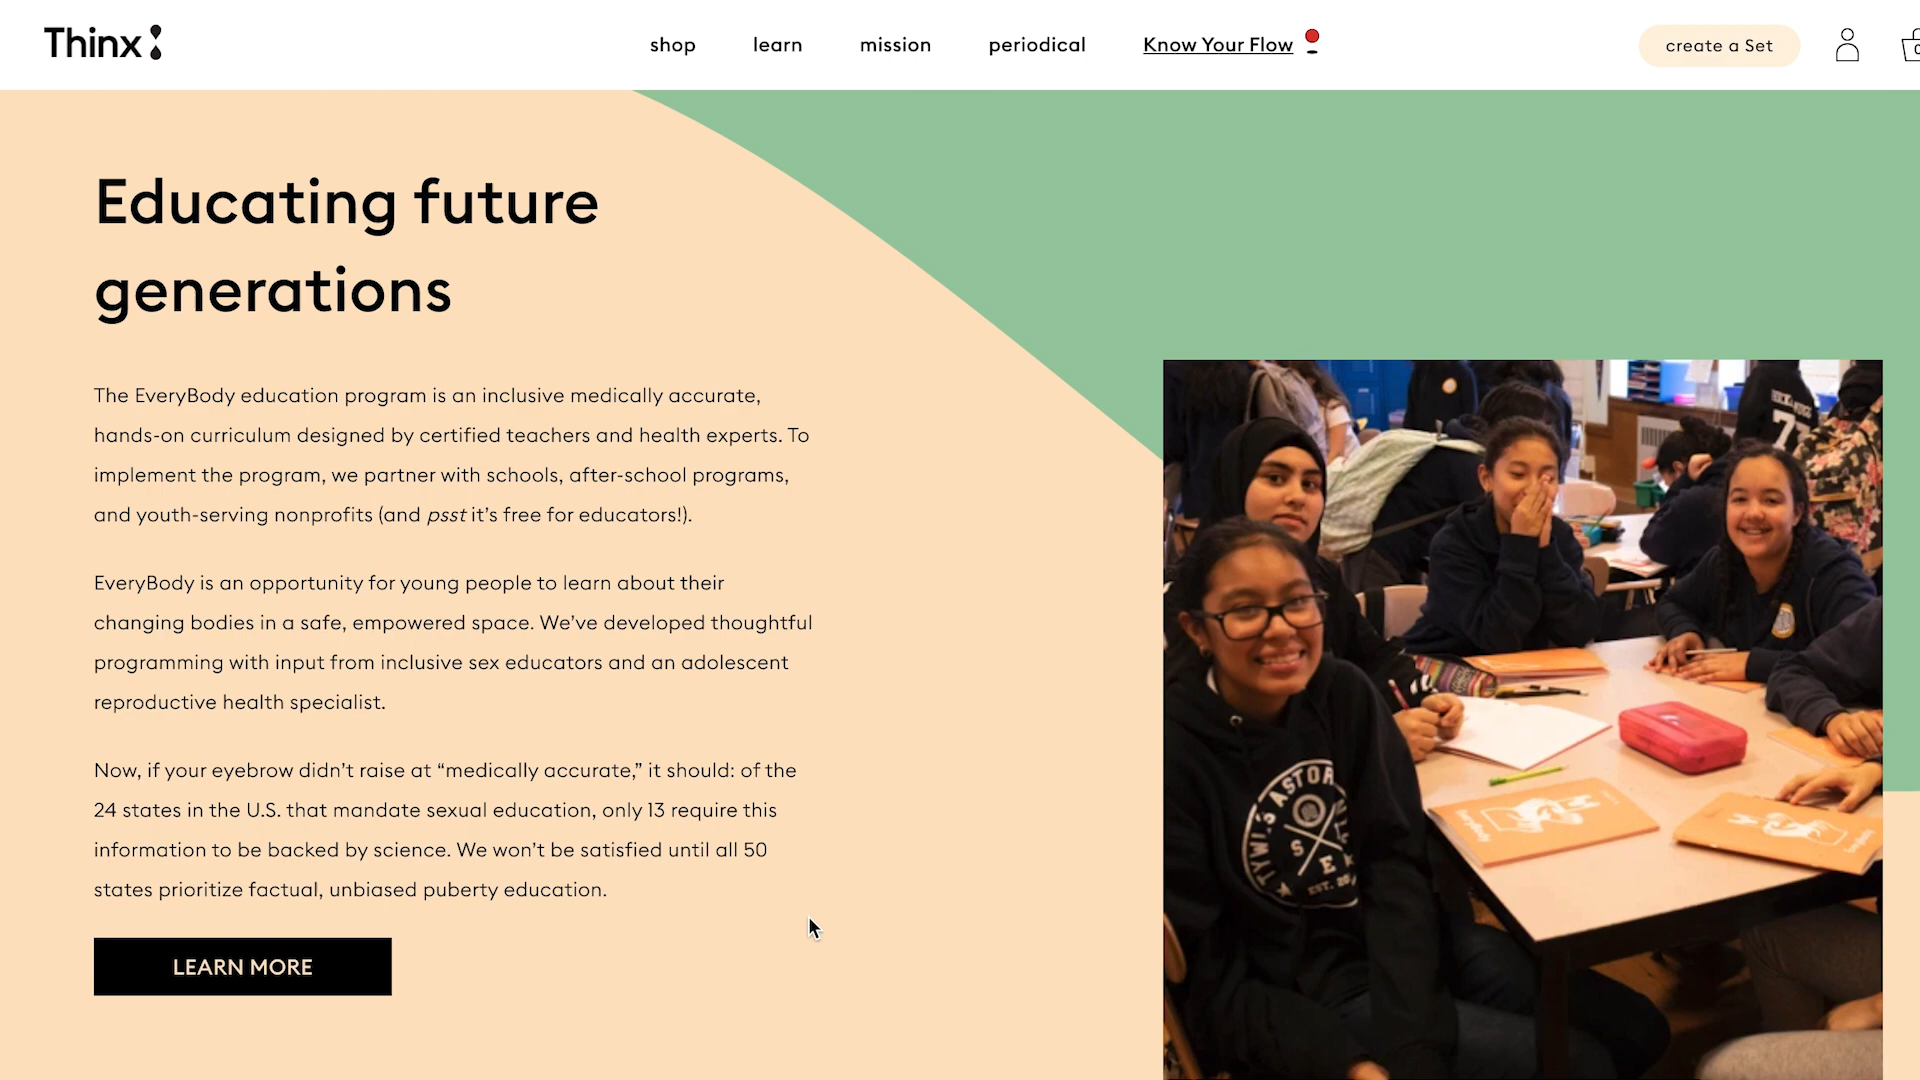 Thinx
shop learn mission periodical Know Your Flow
create a Set
Educating future
generations
The EveryBody education program is an inclusive medically accurate,
hands-on curriculum designed by certified teachers and health experts. To
implement the program, we partner with schools, after-school programs,
and youth-serving nonprofits (and psst it’s free for educators!).
EveryBody is an opportunity for young people to learn about their
changing bodies in a safe, empowered space. We’ve developed thoughtful
programming with input from inclusive sex educators and an adolescent
reproductive health specialist.
Now, if your eyebrow didn’t raise at “medically accurate,” it should: of the
24 states in the U.S. that mandate sexual education, only 13 require this
information to be backed by science. We won’t be satisfied until all 50
states prioritize factual, unbiased puberty education.
LEARN MORE
TYWLS ASTOR
S E
EST.